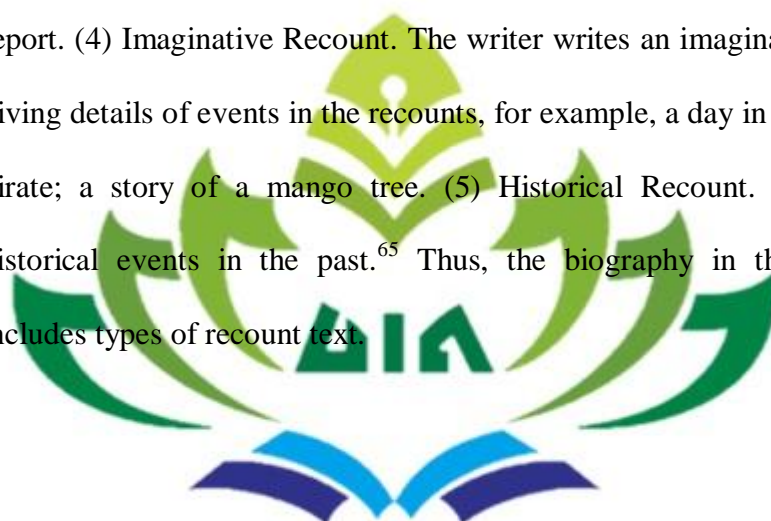 eport. (4) Imaginative Recount. The writer writes an imagina
iving details of events in the recounts, for example, a day in
irate; a story of a mango tree. (5) Historical Recount.
istorical events in the past.65 Thus, the biography in th
ncludes types of recount text.
UIN